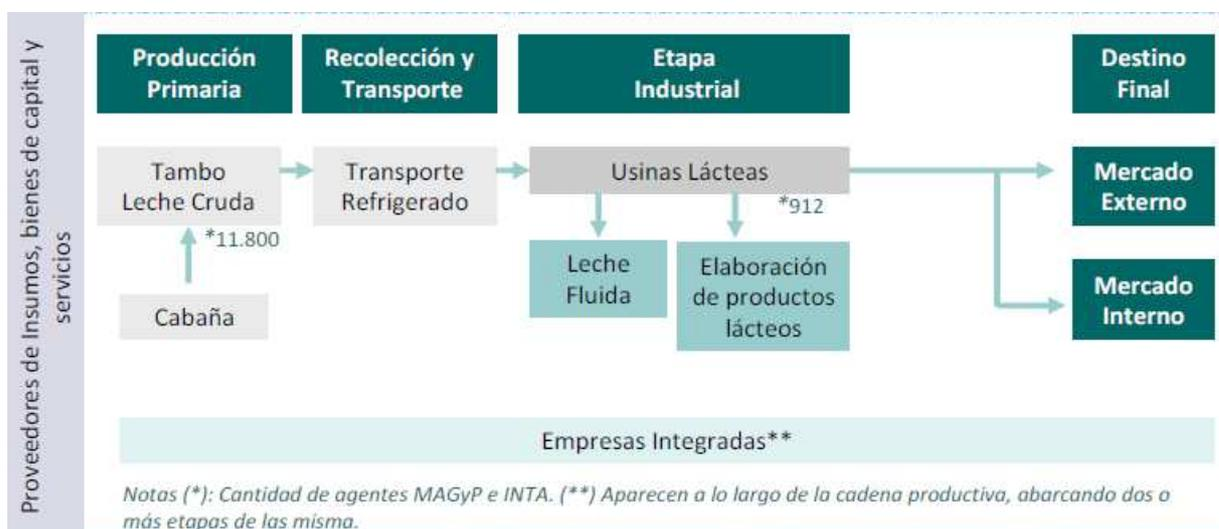 Proveedores de Insumos, bienes de capital y
servicios
Producción
Primaria
Recolección y
Transporte
Etapa
Industrial
Destino
Final
Tambo
Leche Cruda
Transporte
Refrigerado
Usinas Lácteas
Mercado
Externo
*11.800
*912
Cabaña
Leche
Fluida
Elaboración
de productos
lácteos
Mercado
Interno
Empresas Integradas**
Notas (*): Cantidad de agentes MAGyP e INTA. (**) Aparecen a lo largo de la cadena productiva, abarcando dos o
más etapas de las misma.